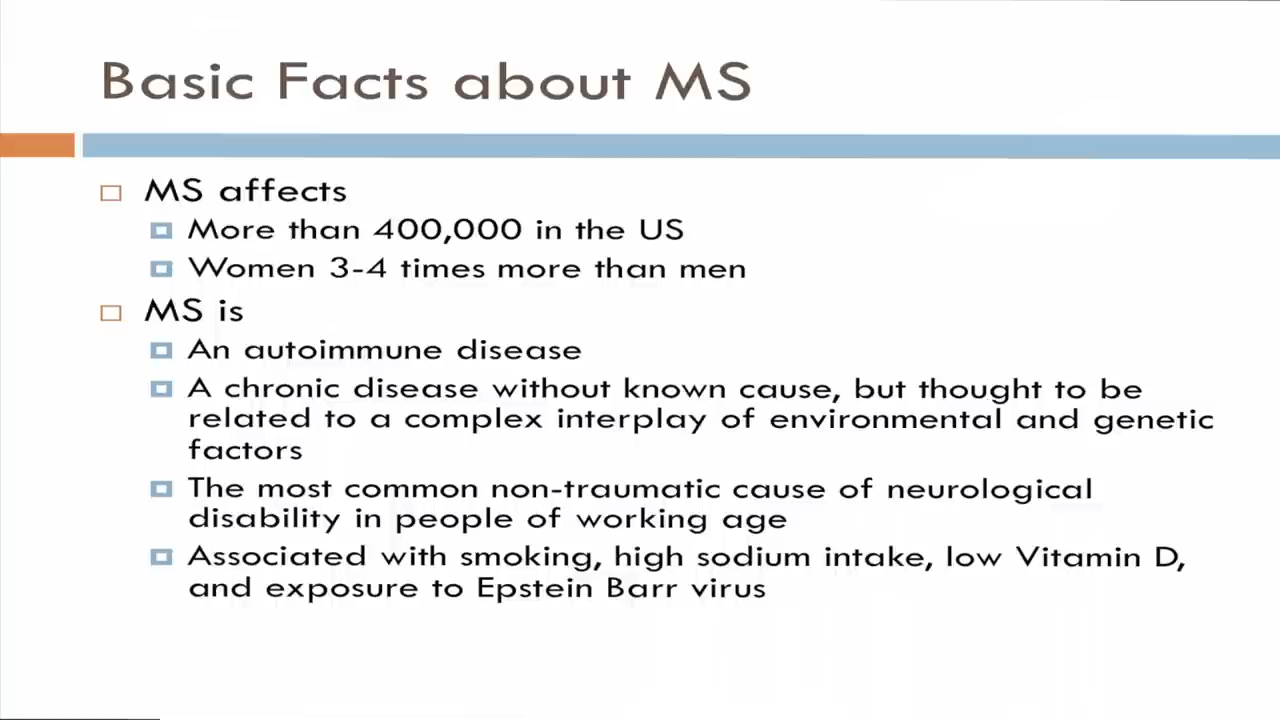 Basic Facts about MS
MS affects
More than 400,000 in the US
Women 3-4 times more than men
MS is
An autoimmune disease
A chronic disease without known cause, but thought to be
related to a complex interplay of environmental and genetic
factors
The most common non-traumatic cause of neurological
disability in people of working age
Associated with smoking, high sodium intake, low Vitamin D,
and exposure to Epstein Barr virus